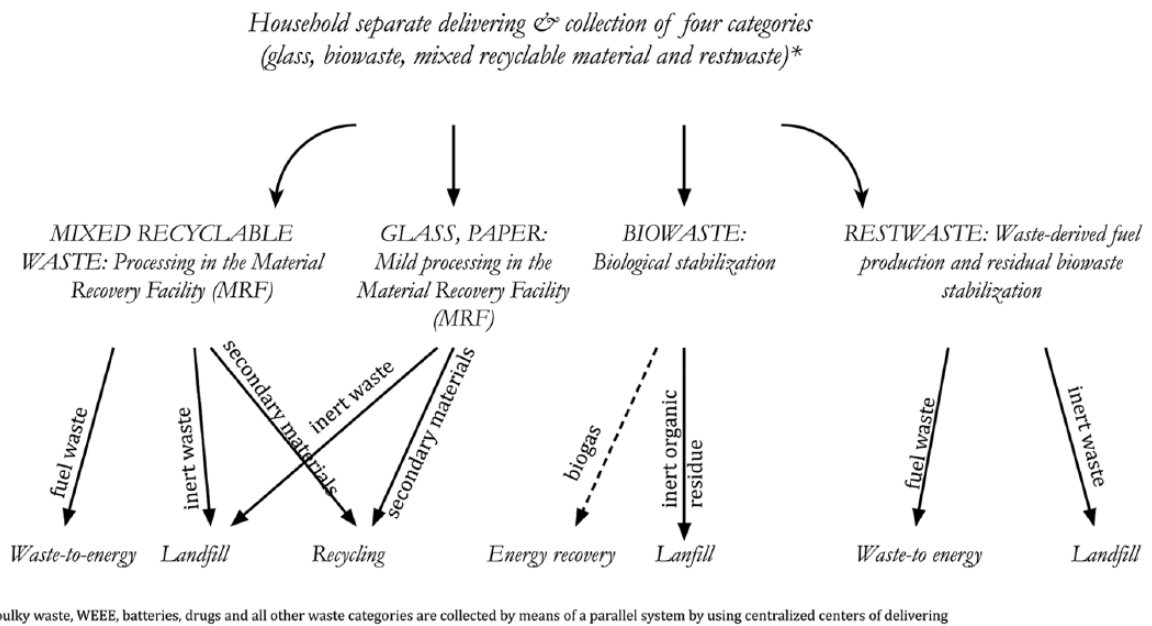 Household separate delivering & collection of four categories
(glass, biowaste, mixed recyclable material and restwaste)*
MIXED RECYCLABLE
WASTE: Processing in the Material
Recovery Facility (MRF)
GLASS, PAPER:
Mild processing in the
Material Recovery Facility
(MRF)
BIOWASTE:
Biological stabilization
RESTWASTE: Waste-derived fuel
production and residual biowaste
stabilization
fuel waste
inert waste
secondary materials
inert waste
secondary materials
biogas
inert organic
residue
fuel waste
inert waste
Waste-to-energy
Landfill
Recycling
Energy recovery
Lanfill
Waste-to energy
Landfill
bulky waste, WEEE, batteries, drugs and all other waste categories are collected by means of a parallel system by using centralized centers of delivering